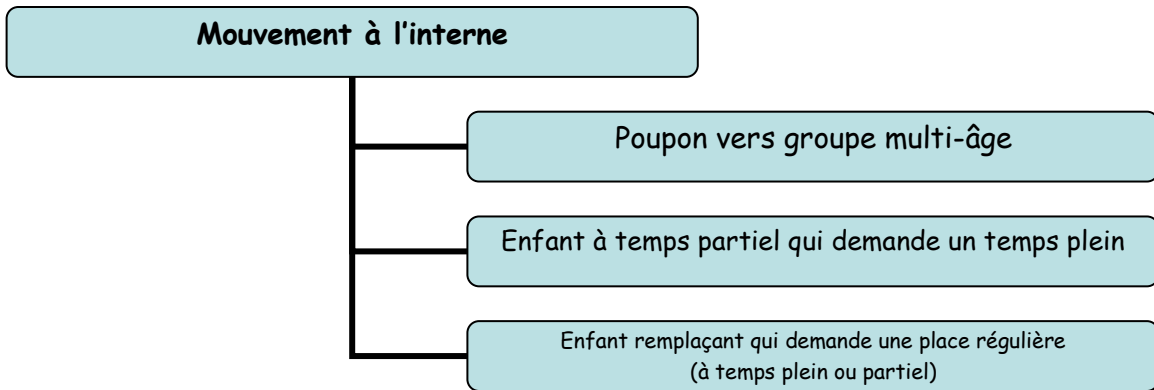 Mouvement à l'interne
Poupon vers groupe multi-âge
Enfant à temps partiel qui demande un temps plein
Enfant remplaçant qui demande une place régulière
(à temps plein ou partiel)